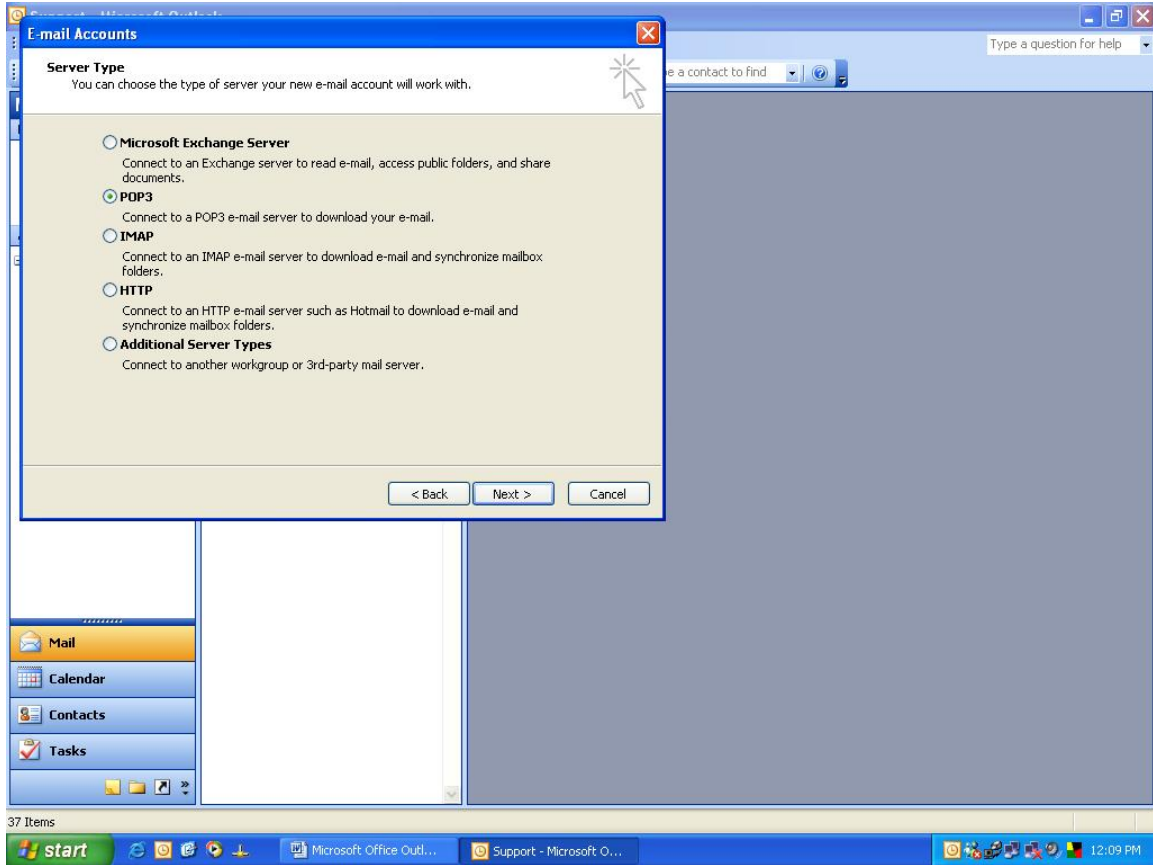 Support - Microsoft Outlook
E-mail Accounts
Type a question for help
Server Type
You can choose the type of server your new e-mail account will work with.
e a contact to find
Microsoft Exchange Server
Connect to an Exchange server to read e-mail, access public folders, and share
documents.
POP3
Connect to a POP3 e-mail server to download your e-mail.
IMAP
Connect to an IMAP e-mail server to download e-mail and synchronize mailbox
folders.
HTTP
Connect to an HTTP e-mail server such as Hotmail to download e-mail and
synchronize mailbox folders.
Additional Server Types
Connect to another workgroup or 3rd-party mail server.
< Back
Next >
Cancel
Mail
Calendar
Contacts
Tasks
37 Items
start
Microsoft Office Outl...
Support - Microsoft O...
12:09 PM